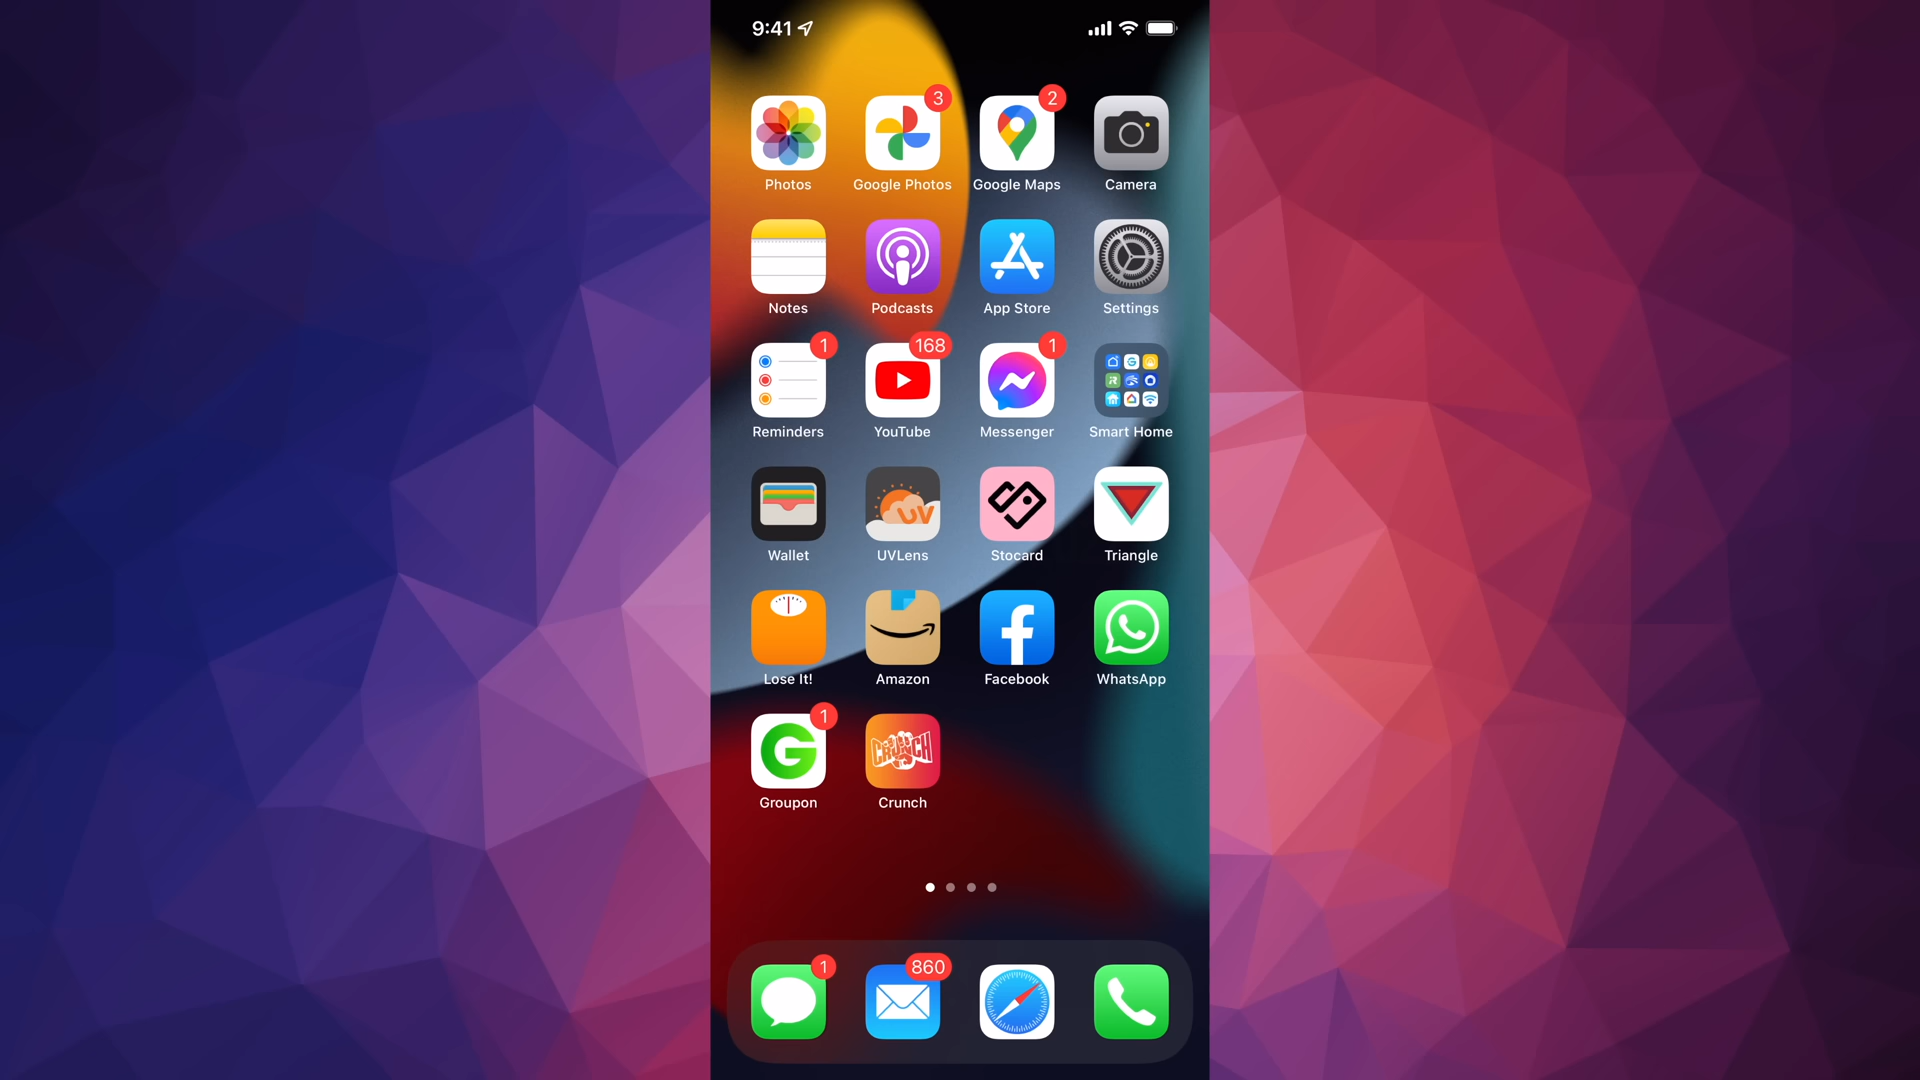 9:41
3
2
Photos
Google Photos
Google Maps
Camera
Notes
Podcasts
App Store
Settings
1
168
1
Reminders
YouTube
Messenger
Smart Home
UV
Wallet
UVLens
Stocard
Triangle
Lose It!
Amazon
Facebook
WhatsApp
1
G
CRUNCH
Groupon
Crunch
1
860